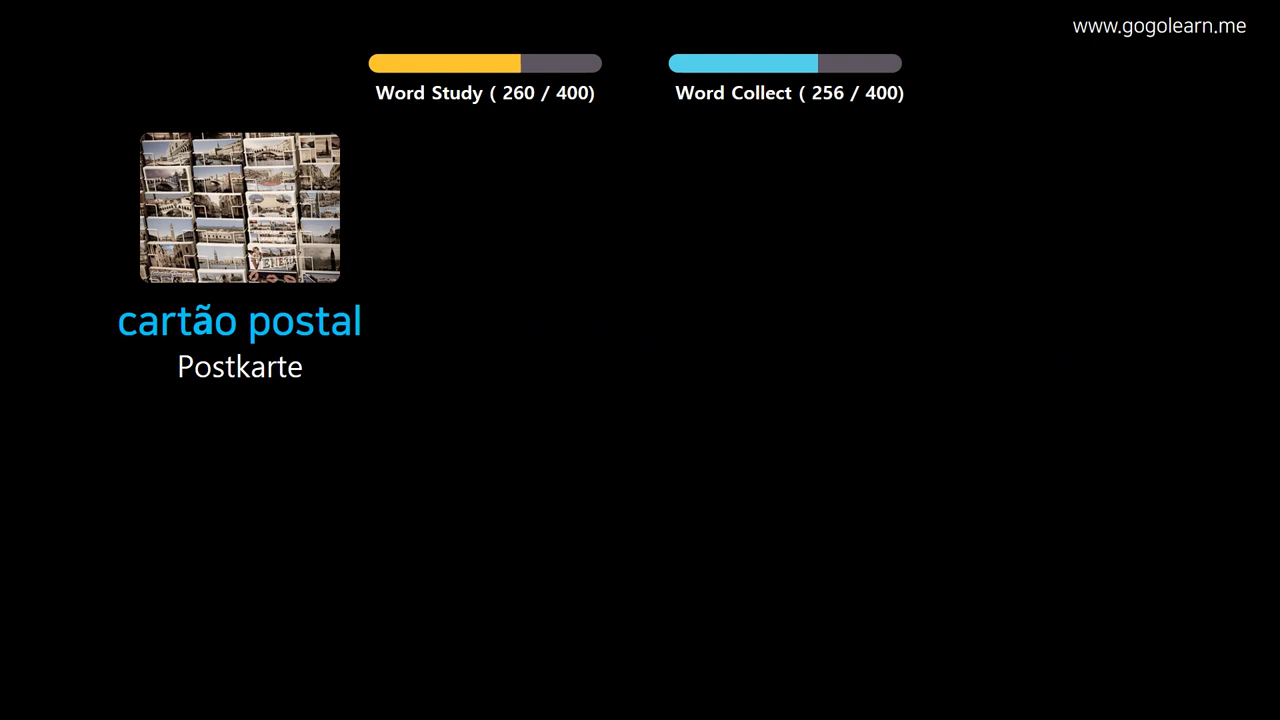 www.gogolearn.me
Word Study ( 260 / 400)
Word Collect ( 256 / 400)
cartão postal
Postkarte